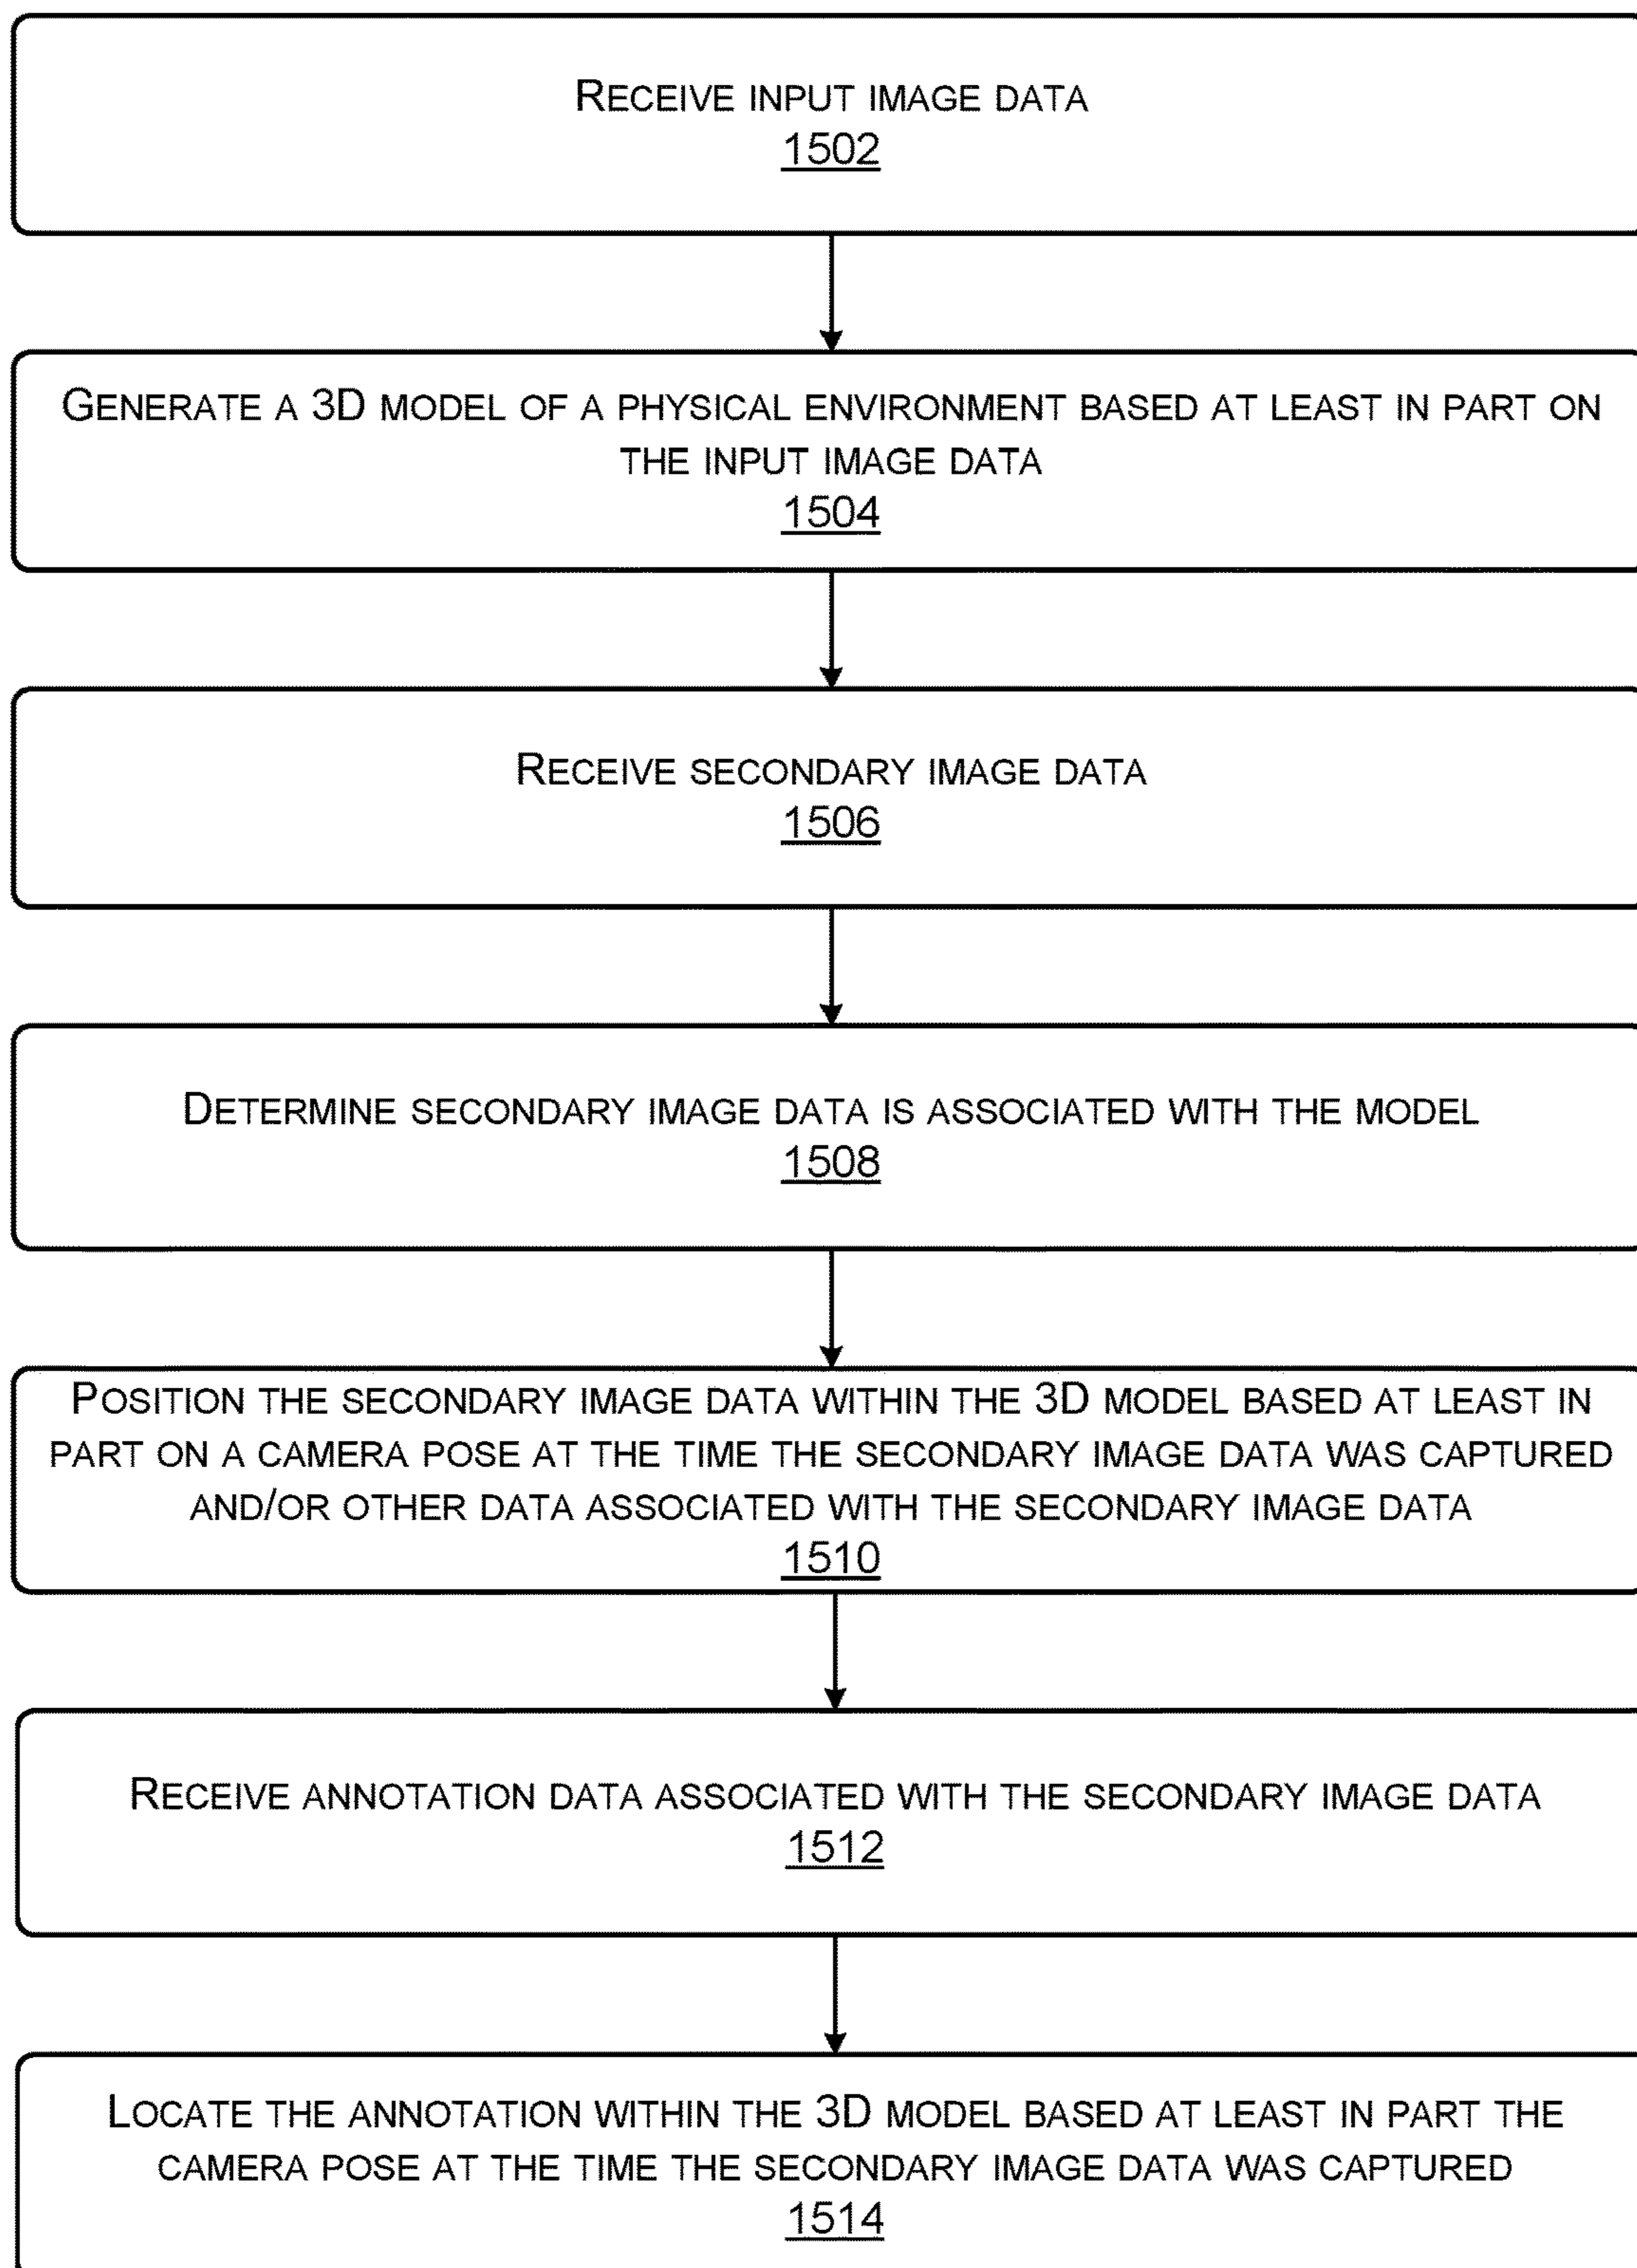 RECEIVE INPUT IMAGE DATA
1502
GENERATE A 3D MODEL OF A PHYSICAL ENVIRONMENT BASED AT LEAST IN PART ON
THE INPUT IMAGE DATA
1504
RECEIVE SECONDARY IMAGE DATA
1506
DETERMINE SECONDARY IMAGE DATA IS ASSOCIATED WITH THE MODEL
1508
POSITION THE SECONDARY IMAGE DATA WITHIN THE 3D MODEL BASED AT LEAST IN
PART ON A CAMERA POSE AT THE TIME THE SECONDARY IMAGE DATA WAS CAPTURED
AND/OR OTHER DATA ASSOCIATED WITH THE SECONDARY IMAGE DATA
1510
RECEIVE ANNOTATION DATA ASSOCIATED WITH THE SECONDARY IMAGE DATA
1512
LOCATE THE ANNOTATION WITHIN THE 3D MODEL BASED AT LEAST IN PART THE
CAMERA POSE AT THE TIME THE SECONDARY IMAGE DATA WAS CAPTURED
1514